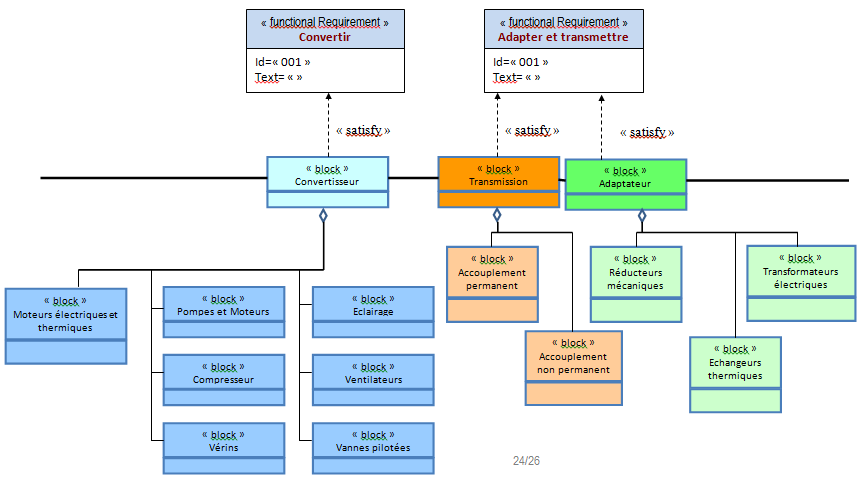 « functional Requirement »
Convertir
Id=« 001 »
Text= « »
« functional Requirement »
Adapter et transmettre
Id=« 001 »
Text= « »
« satisfy »
« satisfy »
« satisfy »
« block »
Convertisseur
« block »
Transmission
« block »
Adaptateur
« block »
Moteurs électriques et
thermiques
« block »
Pompes et Moteurs
« block »
Eclairage
« block »
Compresseur
« block »
Ventilateurs
« block »
Vérins
« block »
Vannes pilotées
« block »
Accouplement
permanent
« block »
Accouplement
non permanent
« block »
Réducteurs
mécaniques
« block »
Transformateurs
électriques
« block »
Echangeurs
thermiques
24/26